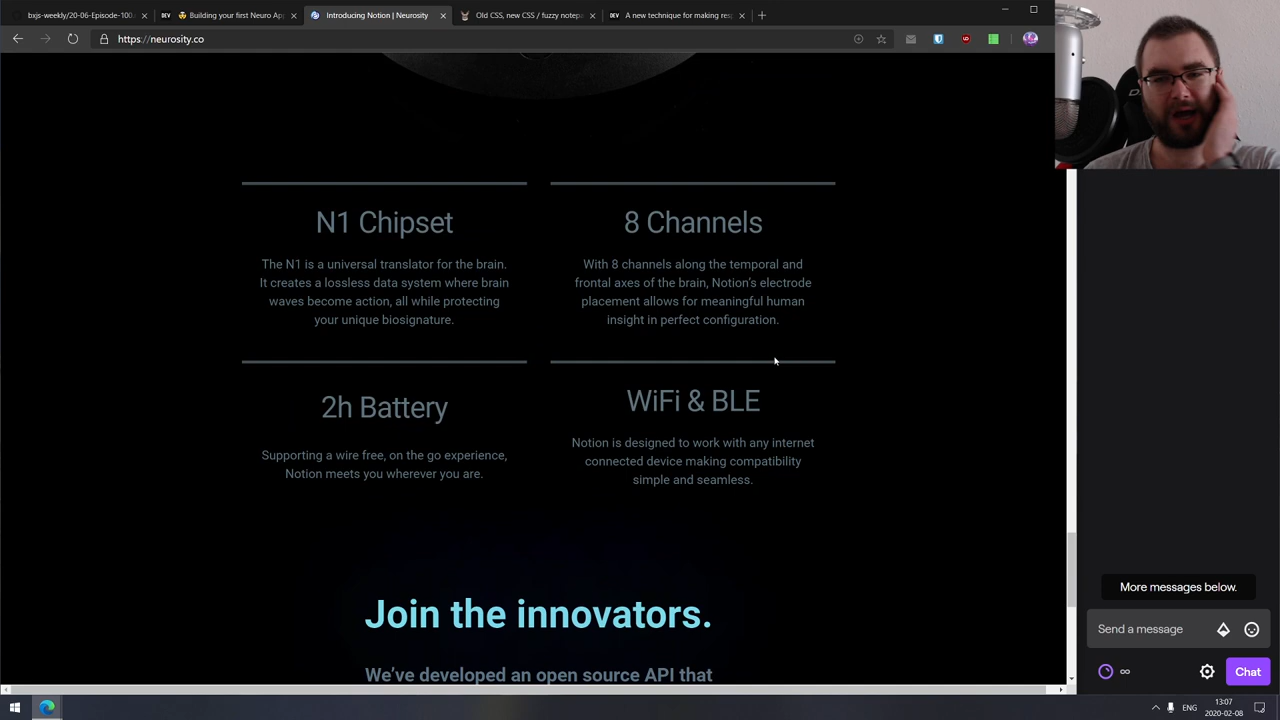 bxjs-weekly/20-06-Episode-100
DEV
Building your first Neuro Ap
Introducing Notion | Neurosity
Old CSS, new CSS / fuzzy notep
DEV
A new technique for making res
https://neurosity.co
N1 Chipset
The N1 is a universal translator for the brain.
It creates a lossless data system where brain
waves become action, all while protecting
your unique biosignature.
8 Channels
With 8 channels along the temporal and
frontal axes of the brain, Notion's electrode
placement allows for meaningful human
insight in perfect configuration.
2h Battery
Supporting a wire free, on the go experience,
Notion meets you wherever you are.
WiFi & BLE
Notion is designed to work with any internet
connected device making compatibility
simple and seamless.
Join the innovators.
We've developed an open source API that
More messages below.
Send a message
∞
Chat
ENG
13:07
2020-02-08